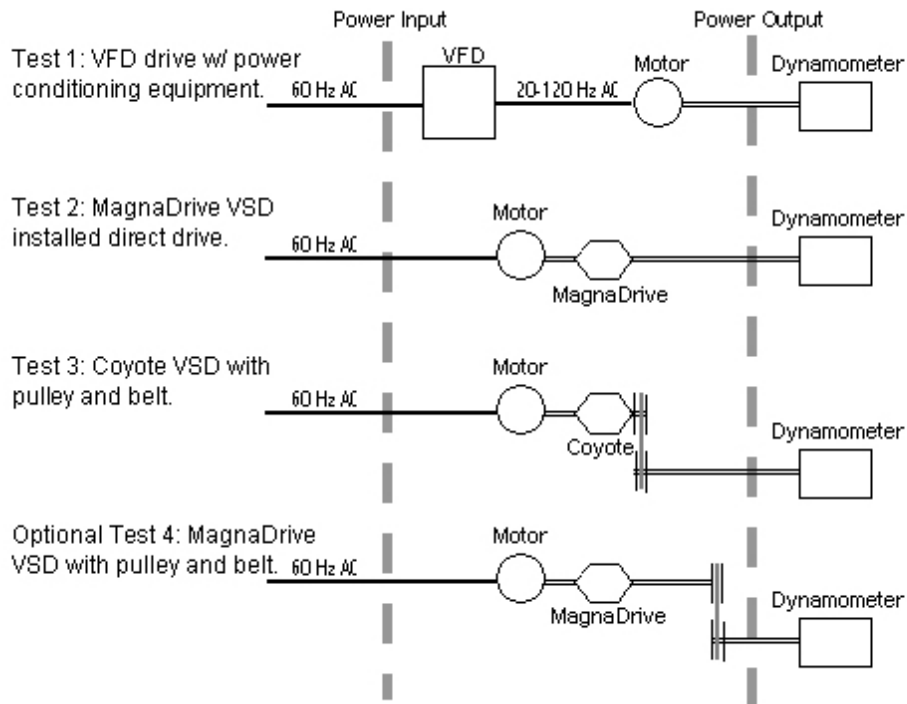 Power Input
Power Output
Test 1: VFD drive w/ power
conditioning equipment.
60 Hz AC
VFD
20-120 Hz AC
Motor
Dynamometer
Test 2: MagnaDrive VSD
installed direct drive.
60 Hz AC
Motor
MagnaDrive
Dynamometer
Test 3: Coyote VSD with
pulley and belt.
60 Hz AC
Motor
Coyote
Dynamometer
Optional Test 4: MagnaDrive
VSD with pulley and belt.
60 Hz AC
Motor
MagnaDrive
Dynamometer